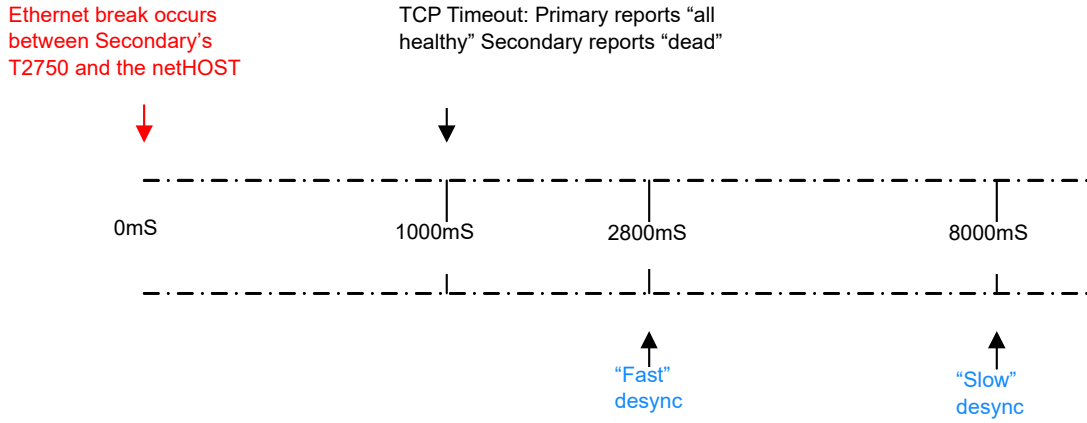 Ethernet break occurs
between Secondary’s
T2750 and the netHOST
TCP Timeout: Primary reports “all
healthy” Secondary reports “dead”
0mS
1000mS
2800mS
8000mS
“Fast”
desync
“Slow”
desync